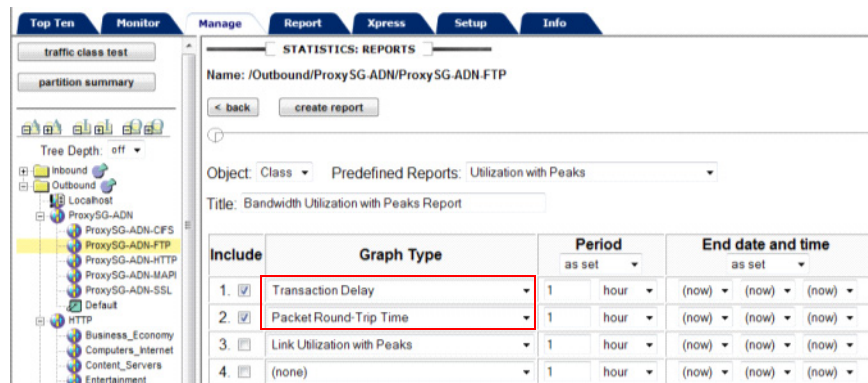 Top Ten Monitor Manage Report Xpress Setup Info
traffic class test
partition summary
Tree Depth: off
Inbound
Outbound
Localhost
ProxySG-ADN
ProxySG-ADN-CIFS
ProxySG-ADN-FTP
ProxySG-ADN-HTTP
ProxySG-ADN-MAPI
ProxySG-ADN-SSL
Default
HTTP
Business_Economy
Computers_Internet
Content_Servers
Entertainment
STATISTICS: REPORTS
Name: /Outbound/ProxySG-ADN/ProxySG-ADN-FTP
< back create report
Object: Class Predefined Reports: Utilization with Peaks
Title: Bandwidth Utilization with Peaks Report
Include Graph Type Period End date and time
as set as set
1. Transaction Delay 1 hour (now) (now) (now)
2. Packet Round-Trip Time 1 hour (now) (now) (now)
3. Link Utilization with Peaks 1 hour (now) (now) (now)
4. (none) 1 hour (now) (now) (now)